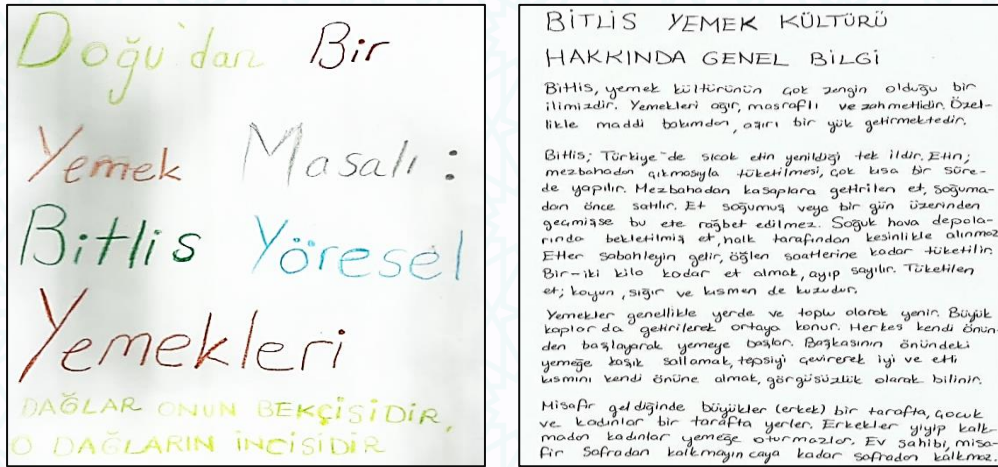 Doğu'dan Bir
Yemek Masalı:
Bitlis Yöresel
Yemekleri
DAĞLAR ONUN BEKÇİSİDİR,
O DAĞLARIN İNCİSİDİR
BİTLİS YEMEK KÜLTÜRÜ
HAKKINDA GENEL BİLGİ
Bitlis, yemek kültürünün çok zengin olduğu bir
ilimizdir. Yemekleri ağır, masraflı ve zahmetlidir. Özel-
likle maddi bakımdan, aşırı bir yük getirmektedir.
Bitlis; Türkiye'de sıcak etin yenildiği tek ildir. Etin;
mezbahadan çıkmasıyla tüketilmesi, çok kısa bir süre-
de yapılır. Mezbahadan kasaplara getirilen et, soğuma-
dan önce satılır. Et soğumuş veya bir gün üzerinden
geçmişse bu ete rağbet edilmez. Soğuk hava depola-
rında bekletilmiş et, halk tarafından kesinlikle alınmaz.
Etler sabahleyin gelir, öğlen saatlerine kadar tüketilir.
Bir-iki kilo kadar et almak, ayıp sayılır. Tüketilen
et; koyun, sığır ve kısmen de kuzudur.
Yemekler genellikle yerde ve toplu olarak yenir. Büyük
kaplar da getirilerek ortaya konur. Herkes kendi önün-
den başlayarak yemeğe başlar. Başkasının önündeki
yemeğe kaşık sallamak, tepsiyi çevirerek iyi ve etli
kısmını kendi önüne almak, görgüsüzlük olarak bilinir.
Misafir geldiğinde büyükler (erkek) bir tarafta, çocuk
ve kadınlar bir tarafta yerler. Erkekler yiyip kalk-
madan kadınlar yemeğe oturmazlar. Ev sahibi, misa-
fir sofradan kalkmayıncaya kadar sofradan kalkmaz.